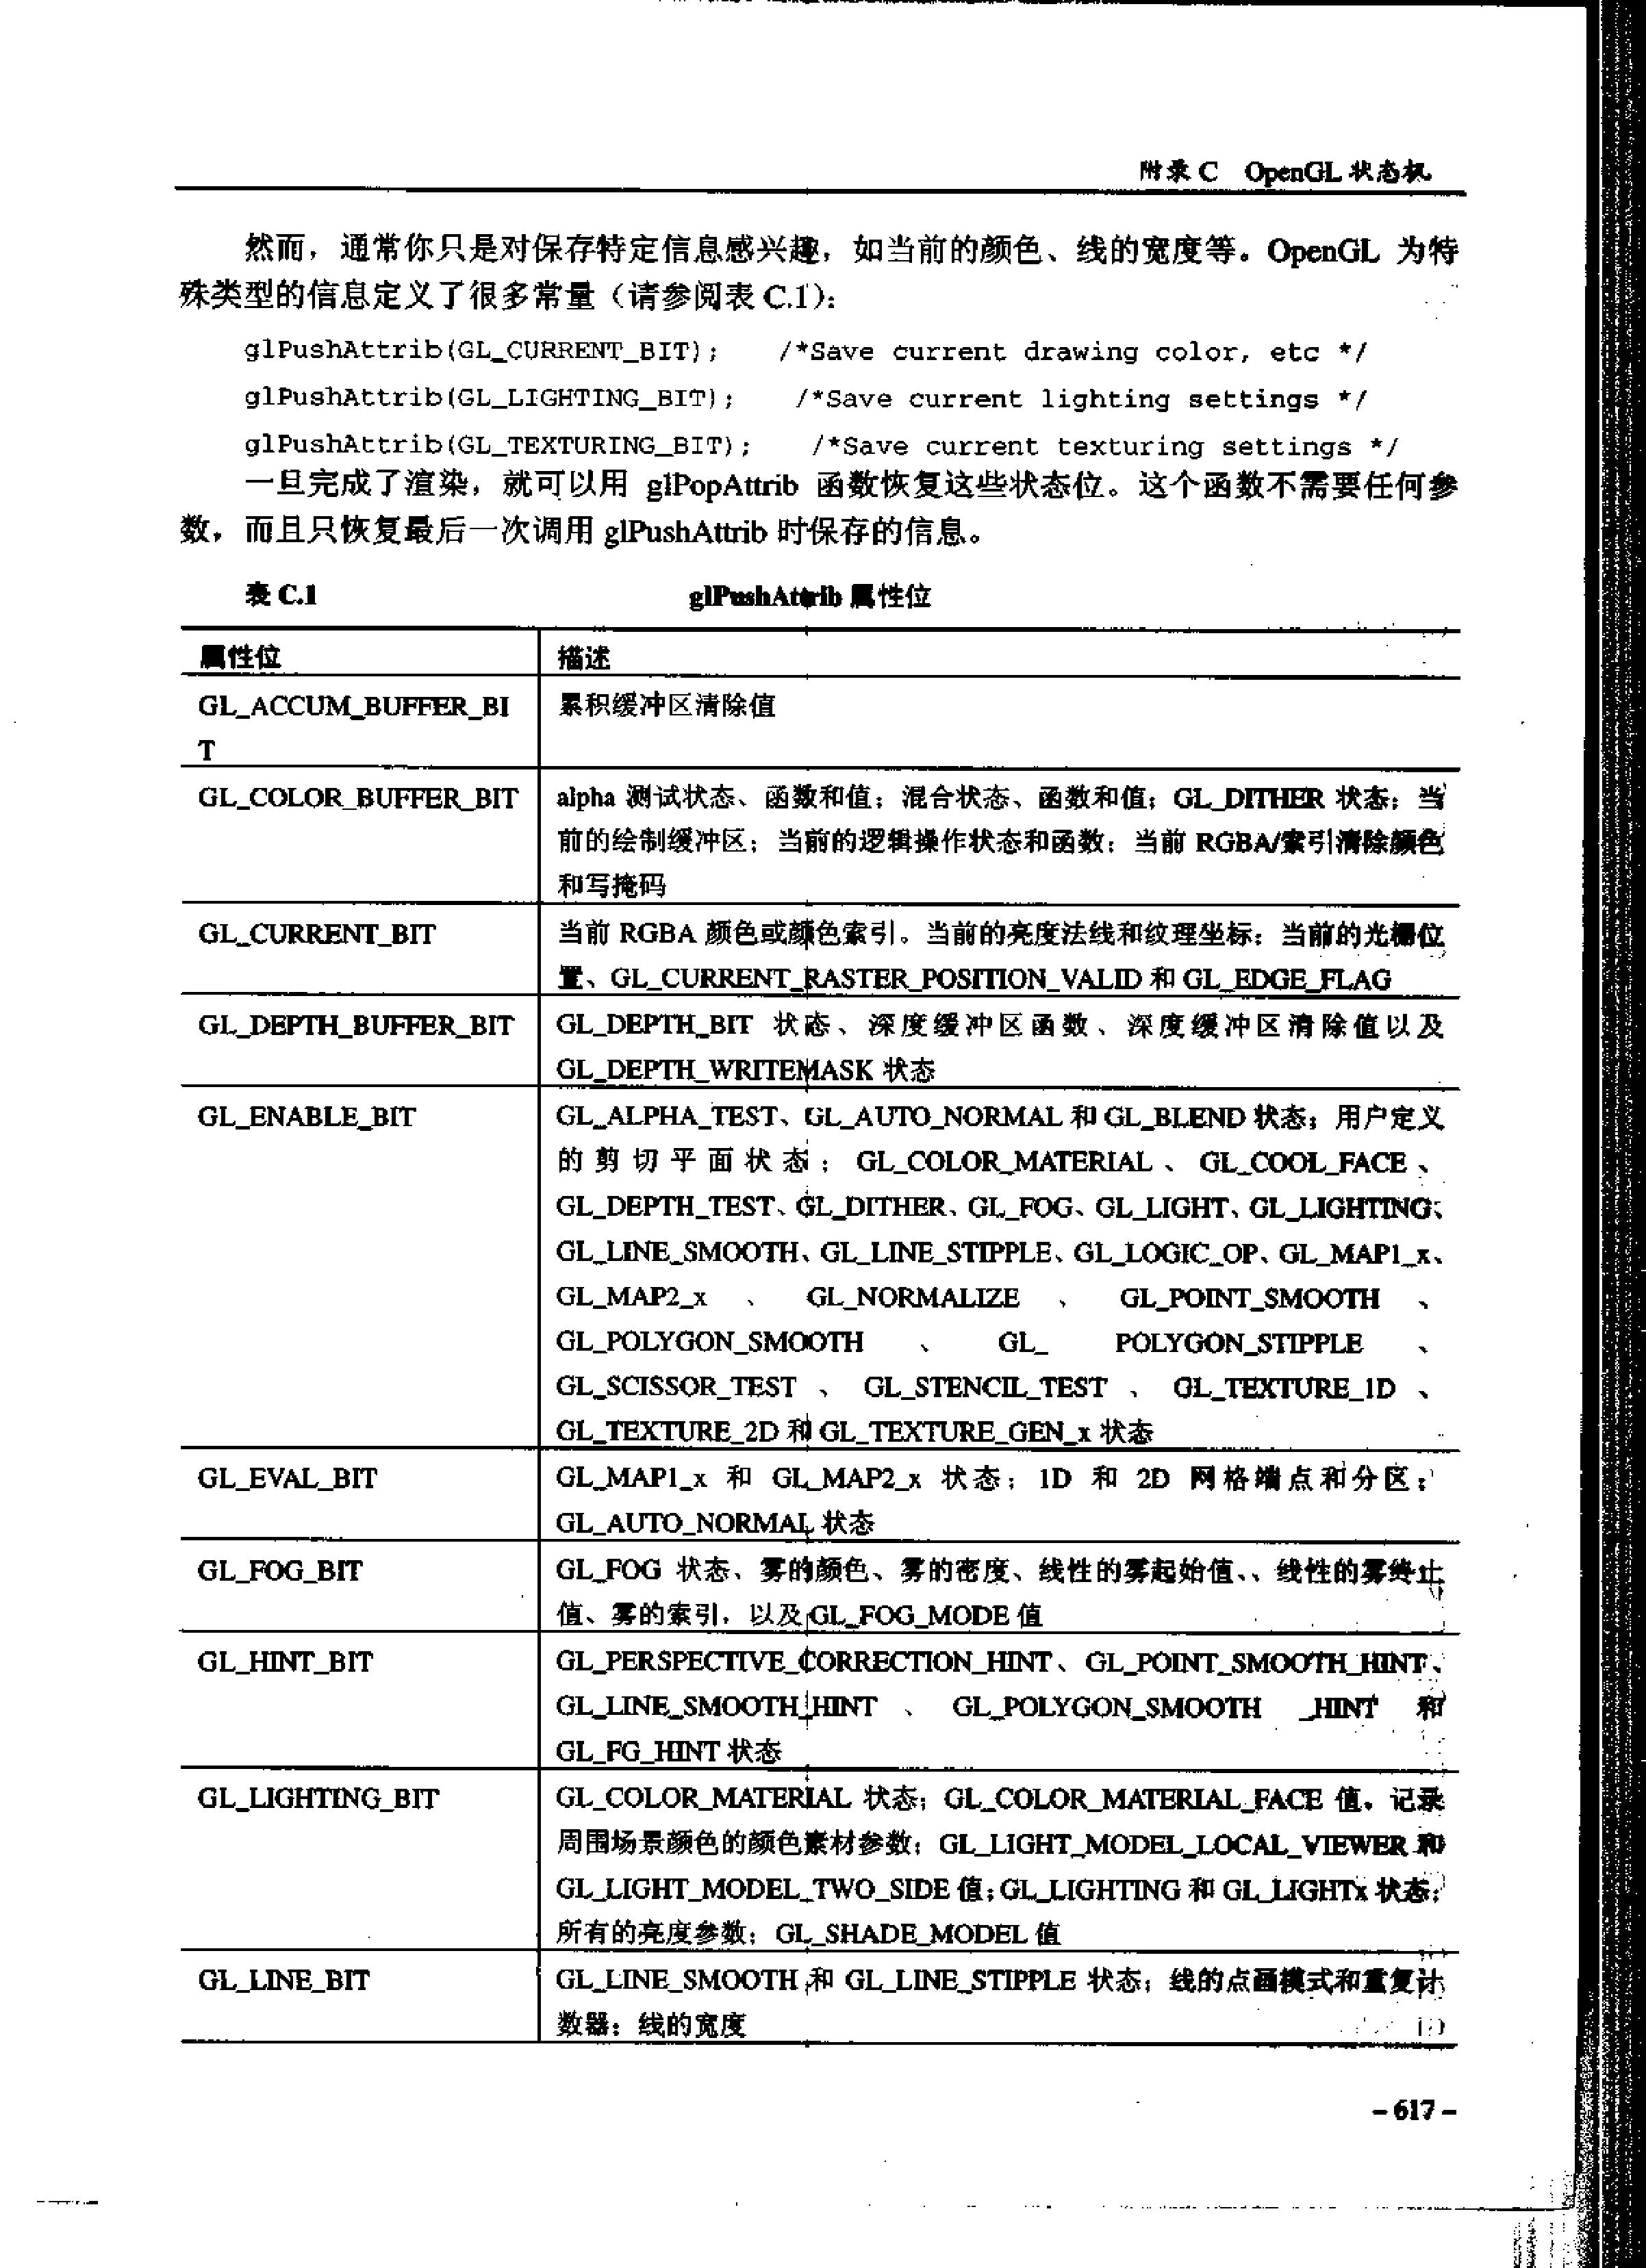 附录 C OpenGL 状态机
然而，通常你只是对保存特定信息感兴趣，如当前的颜色、线的宽度等。OpenGL 为特
殊类型的信息定义了很多常量（请参阅表 C.1）：
glPushAttrib(GL_CURRENT_BIT); /*Save current drawing color, etc */
glPushAttrib(GL_LIGHTING_BIT); /*Save current lighting settings */
glPushAttrib(GL_TEXTURING_BIT); /*Save current texturing settings */
一旦完成了渲染，就可以用 glPopAttrib 函数恢复这些状态位。这个函数不需要任何参
数，而且只恢复最后一次调用 glPushAttrib 时保存的信息。
表 C.1 glPushAttrib 属性位
属性位 描述
GL_ACCUM_BUFFER_BI 累积缓冲区清除值
T
GL_COLOR_BUFFER_BIT alpha 测试状态、函数和值；混合状态、函数和值；GL_DITHER 状态；当
前的绘制缓冲区；当前的逻辑操作状态和函数；当前 RGBA/索引清除颜色
和写掩码
GL_CURRENT_BIT 当前 RGBA 颜色或颜色索引。当前的亮度法线和纹理坐标；当前的光栅位
置、GL_CURRENT_RASTER_POSITION_VALID 和 GL_EDGE_FLAG
GL_DEPTH_BUFFER_BIT GL_DEPTH_BIT 状态、深度缓冲区函数、深度缓冲区清除值以及
GL_DEPTH_WRITEMASK 状态
GL_ENABLE_BIT GL_ALPHA_TEST、GL_AUTO_NORMAL 和 GL_BLEND 状态；用户定义
的剪切平面状态；GL_COLOR_MATERIAL、GL_COOL_FACE、
GL_DEPTH_TEST、GL_DITHER、GL_FOG、GL_LIGHT、GL_LIGHTING、
GL_LINE_SMOOTH、GL_LINE_STIPPLE、GL_LOGIC_OP、GL_MAP1_x、
GL_MAP2_x 、 GL_NORMALIZE 、 GL_POINT_SMOOTH 、
GL_POLYGON_SMOOTH 、 GL_ POLYGON_STIPPLE 、
GL_SCISSOR_TEST 、 GL_STENCIL_TEST 、 GL_TEXTURE_1D 、
GL_TEXTURE_2D 和 GL_TEXTURE_GEN_x 状态
GL_EVAL_BIT GL_MAP1_x 和 GL_MAP2_x 状态；1D 和 2D 网格端点和分区；
GL_AUTO_NORMAL 状态
GL_FOG_BIT GL_FOG 状态、雾的颜色、雾的密度、线性的雾起始值、、线性的雾终止
值、雾的索引，以及 GL_FOG_MODE 值
GL_HINT_BIT GL_PERSPECTIVE_CORRECTION_HINT、GL_POINT_SMOOTH_HINT、
GL_LINE_SMOOTH_HINT 、 GL_POLYGON_SMOOTH _HINT 和
GL_FG_HINT 状态
GL_LIGHTING_BIT GL_COLOR_MATERIAL 状态；GL_COLOR_MATERIAL_FACE 值，记录
周围场景颜色的颜色素材参数；GL_LIGHT_MODEL_LOCAL_VIEWER 和
GL_LIGHT_MODEL_TWO_SIDE 值；GL_LIGHTING 和 GL_LIGHTx 状态；
所有的亮度参数；GL_SHADE_MODEL 值
GL_LINE_BIT GL_LINE_SMOOTH 和 GL_LINE_STIPPLE 状态；线的点画模式和重复计
数器；线的宽度
– 617 –